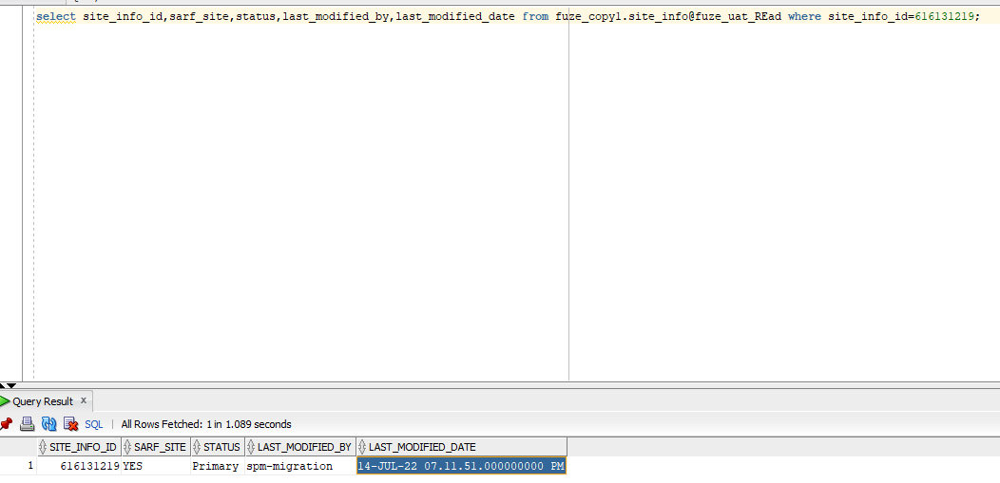 select site_info_id,sarf_site,status,last_modified_by,last_modified_date from fuze_copy1.site_info@fuze_uat_REad where site_info_id=616131219;
Query Result x
SQL | All Rows Fetched: 1 in 1.089 seconds
SITE_INFO_ID SARF_SITE STATUS LAST_MODIFIED_BY LAST_MODIFIED_DATE
1 616131219 YES Primary spm-migration 14-JUL-22 07.11.51.000000000 PM